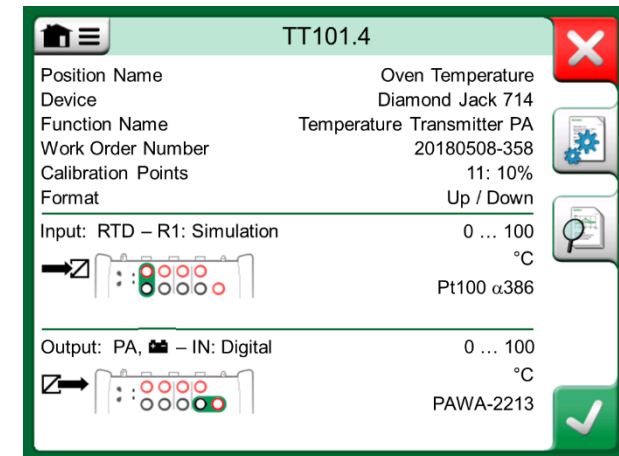 TT101.4
Position Name Oven Temperature
Device Diamond Jack 714
Function Name Temperature Transmitter PA
Work Order Number 20180508-358
Calibration Points 11: 10%
Format Up / Down
Input: RTD – R1: Simulation 0 ... 100
°C
Pt100 α386
Output: PA, – IN: Digital 0 ... 100
°C
PAWA-2213